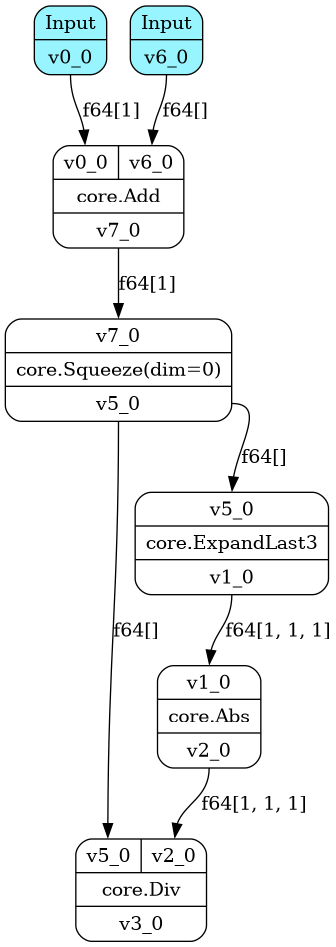 Input
v0_0
Input
v6_0
f64[1]
f64[]
v0_0
v6_0
core.Add
v7_0
f64[1]
v7_0
core.Squeeze(dim=0)
v5_0
f64[]
v5_0
core.ExpandLast3
v1_0
f64[]
f64[1, 1, 1]
v1_0
core.Abs
v2_0
f64[1, 1, 1]
v5_0
v2_0
core.Div
v3_0